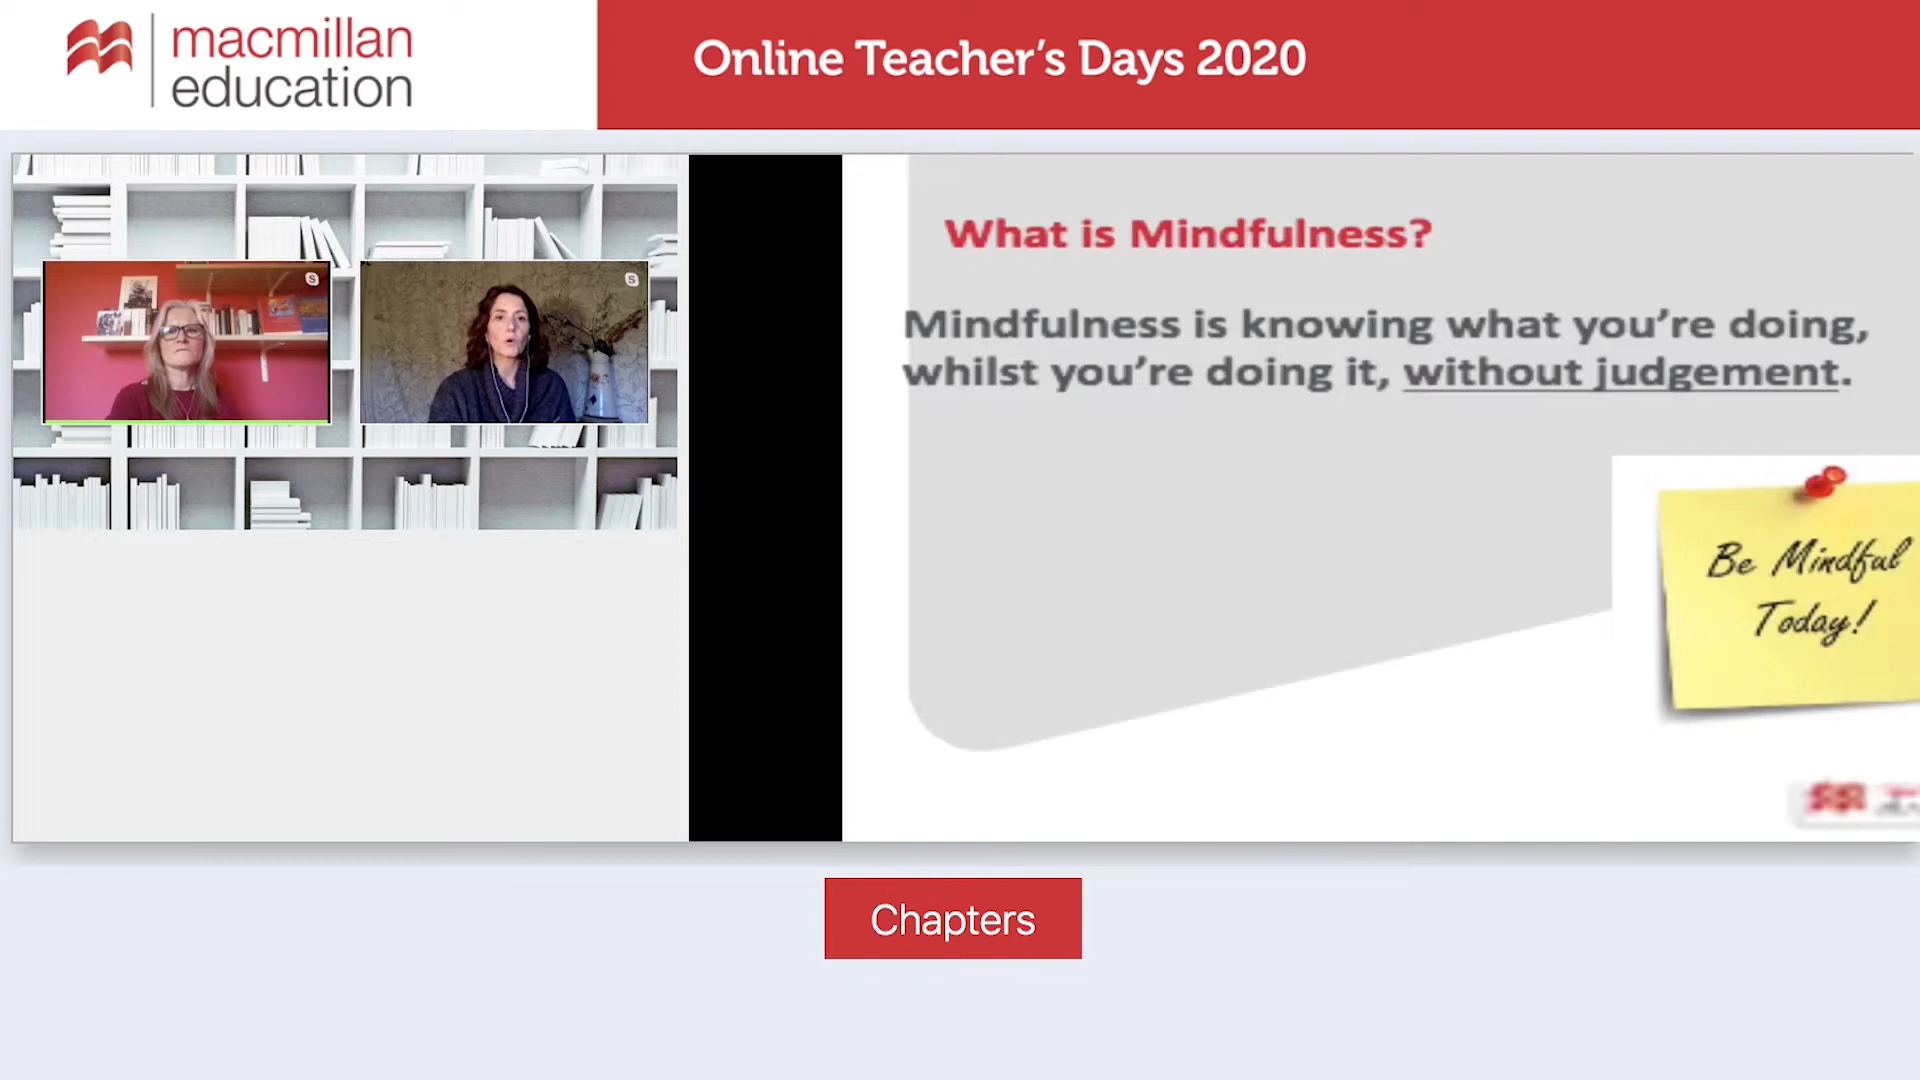 macmillan
education
Online Teacher's Days 2020
What is Mindfulness?
Mindfulness is knowing what you're doing,
whilst you're doing it, without judgement.
Be Mindful
Today!
Chapters